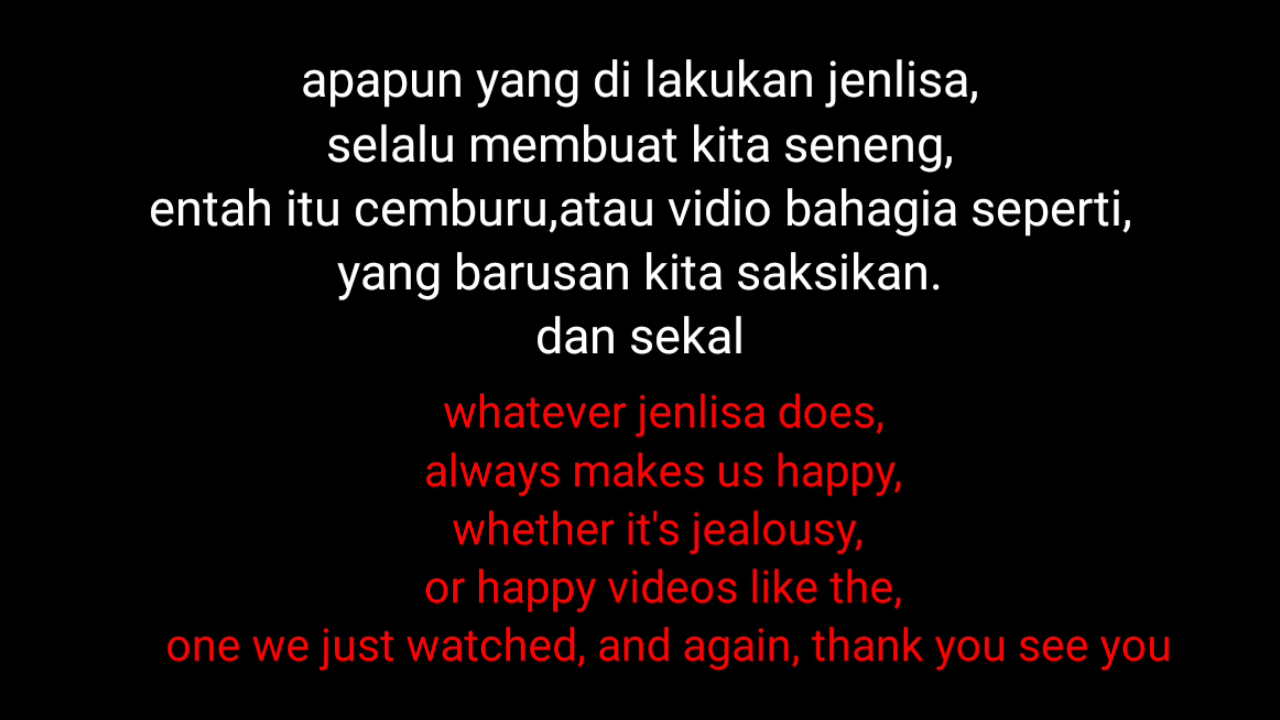 apapun yang di lakukan jenlisa,
selalu membuat kita seneng,
entah itu cemburu,atau vidio bahagia seperti,
yang barusan kita saksikan.
dan sekal
whatever jenlisa does,
always makes us happy,
whether it's jealousy,
or happy videos like the,
one we just watched, and again, thank you see you